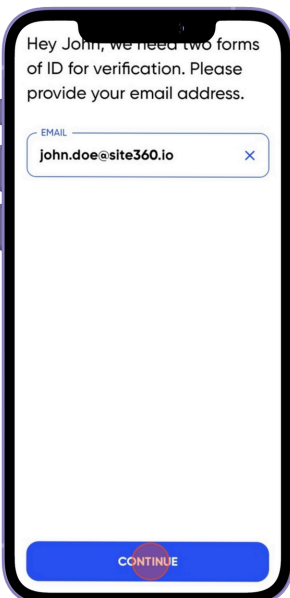 Hey John, we need two forms
of ID for verification. Please
provide your email address.
EMAIL
john.doe@site360.io
CONTINUE